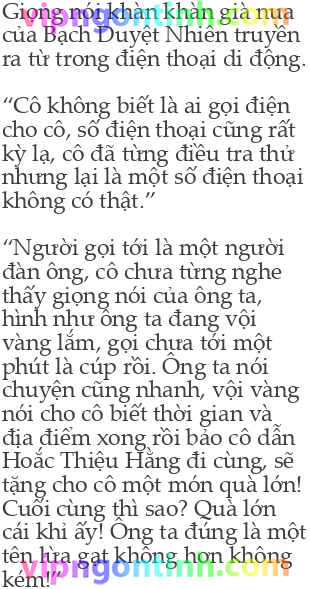 Giọng nói khàn khàn già nua
của Bạch Duyệt Nhiên truyền
ra từ trong điện thoại di động.
“Cô không biết là ai gọi điện
cho cô, số điện thoại cũng rất
kỳ lạ, cô đã từng điều tra thử
nhưng lại là một số điện thoại
không có thật.”
“Người gọi tới là một người
đàn ông, cô chưa từng nghe
thấy giọng nói của ông ta,
hình như ông ta đang vội
vàng lắm, gọi chưa tới một
phút là cúp rồi. Ông ta nói
chuyện cũng nhanh, vội vàng
nói cho cô biết thời gian và
địa điểm xong rồi bảo cô dẫn
Hoắc Thiệu Hằng đi cùng, sẽ
tặng cho cô một món quà lớn!
Cuối cùng thì sao? Quà lớn
cái khỉ ấy! Ông ta đúng là một
tên lừa gạt không hơn không
kém!”
vipngontinh.com
vipngontinh.com